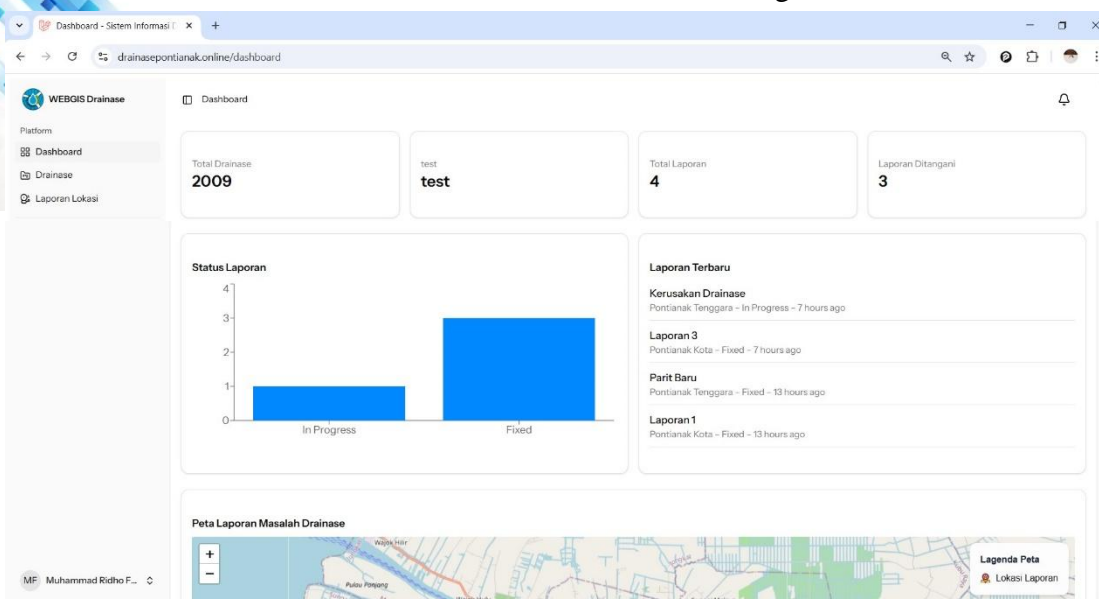 Dashboard - Sistem Informasi
drainasepontianak.online/dashboard
WEBGIS Drainase
Dashboard
Platform
Dashboard
Drainase
Laporan Lokasi
Total Drainase
2009
test
test
Total Laporan
4
Laporan Ditangani
3
Status Laporan
4
3
2
1
0
In Progress
Fixed
Laporan Terbaru
Kerusakan Drainase
Pontianak Tenggara - In Progress - 7 hours ago
Laporan 3
Pontianak Kota - Fixed - 7 hours ago
Parit Baru
Pontianak Tenggara - Fixed - 13 hours ago
Laporan 1
Pontianak Kota - Fixed - 13 hours ago
Peta Laporan Masalah Drainase
+
−
Wajok Hilir
Pulau Panjang
Lagenda Peta
Lokasi Laporan
MF Muhammad Ridho F...